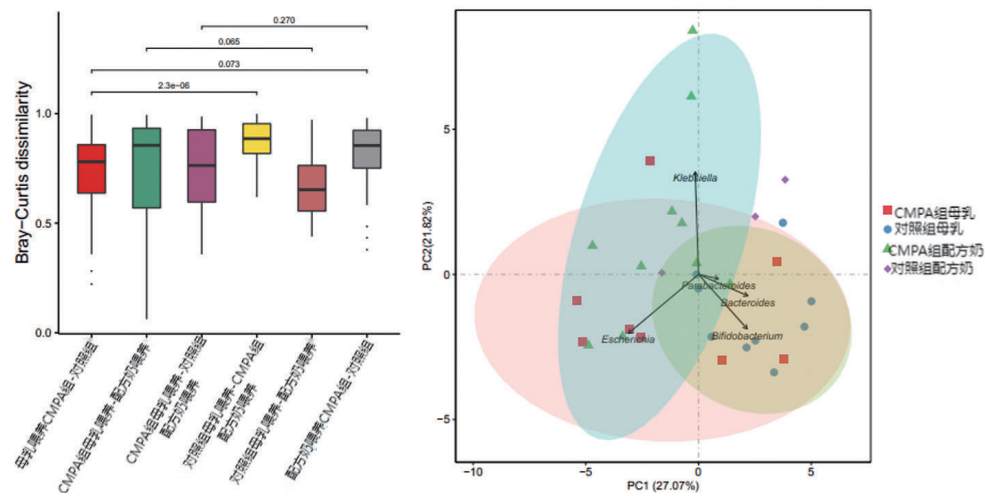 0.270
0.065
0.073
2.3e-06
Bray-Curtis dissimilarity
1.0
0.5
0.0
母乳喂养CMPA组-对照组
CMPA组母乳喂养-配方奶喂养
CMPA组母乳喂养-对照组
配方奶喂养
对照组母乳喂养-CMPA组
配方奶喂养
对照组母乳喂养-配方奶喂养
配方奶喂养CMPA组-对照组
PC2(21.82%)
5
0
−5
Klebsiella
Parabacteroides
Bacteroides
Bifidobacterium
Escherichia
−10
−5
0
5
PC1 (27.07%)
CMPA组母乳
对照组母乳
CMPA组配方奶
对照组配方奶